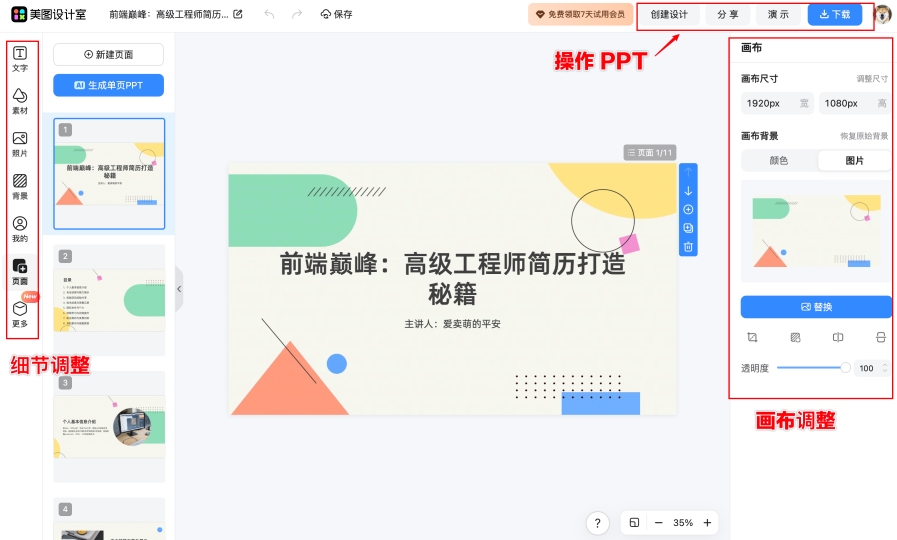 美图设计室
前端巅峰：高级工程师简历...
保存
免费领取7天试用会员
创建设计
分享
演示
下载
操作 PPT
文字
素材
照片
背景
我的
页面
New
更多
细节调整
新建页面
AI 生成单页PPT
1
前端巅峰：高级工程师简历打造
秘籍
2
目录
3
个人基本信息介绍
4
页面 1/11
前端巅峰：高级工程师简历打造
秘籍
主讲人：爱卖萌的平安
?
35%
画布
画布尺寸
调整尺寸
1920px 宽
1080px 高
画布背景
恢复原始背景
颜色
图片
替换
透明度
100
画布调整